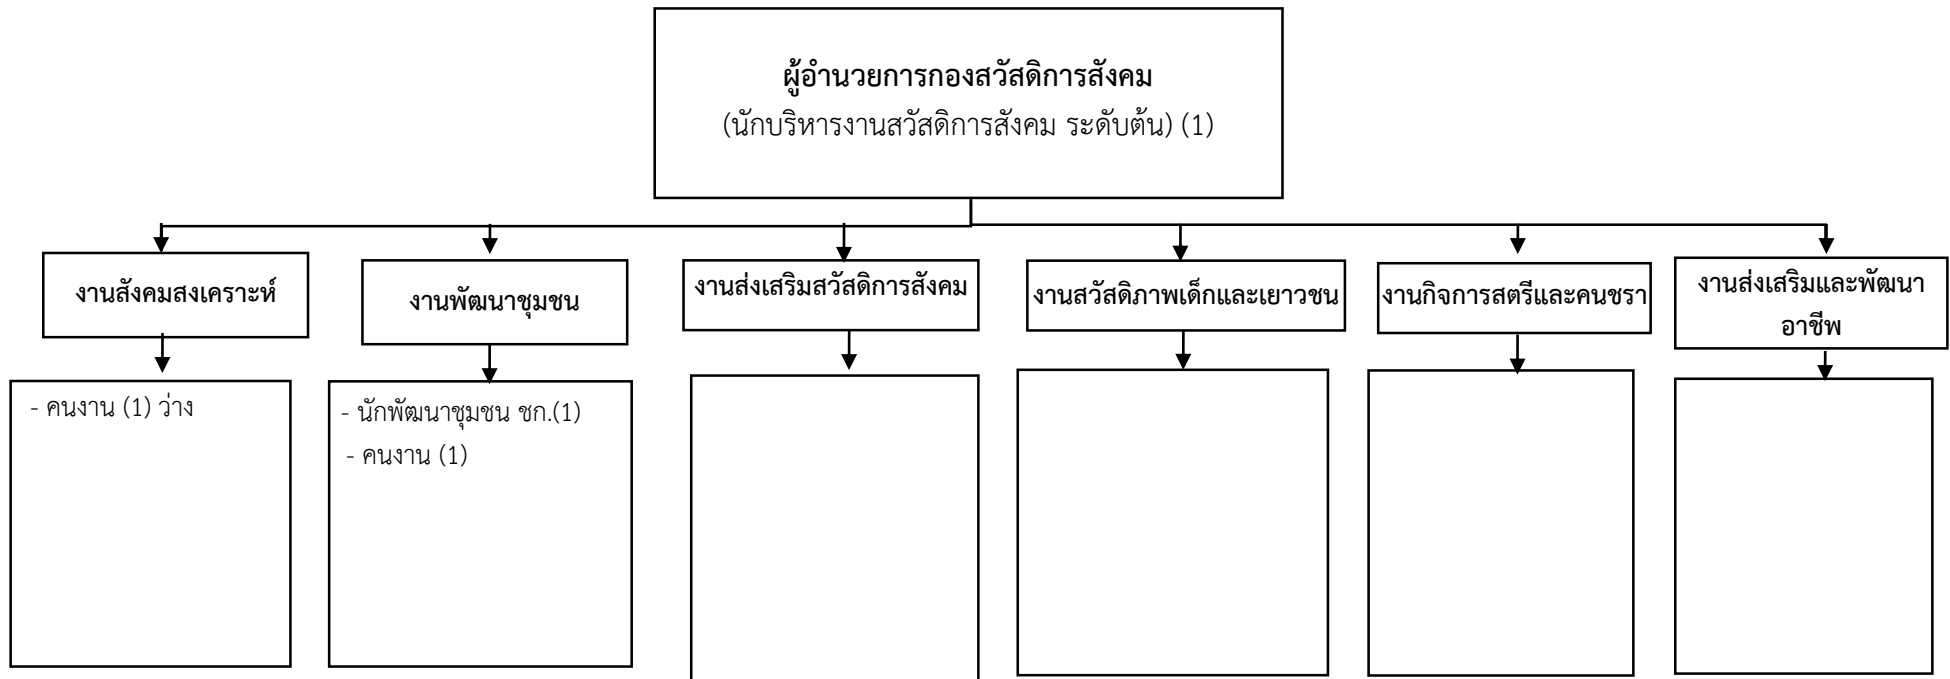 ผู้อำนวยการกองสวัสดิการสังคม
(นักบริหารงานสวัสดิการสังคม ระดับต้น) (1)
งานสังคมสงเคราะห์
งานพัฒนาชุมชน
งานส่งเสริมสวัสดิการสังคม
งานสวัสดิภาพเด็กและเยาวชน
งานกิจการสตรีและคนชรา
งานส่งเสริมและพัฒนา
อาชีพ
- คนงาน (1) ว่าง
- นักพัฒนาชุมชน ชก.(1)
- คนงาน (1)